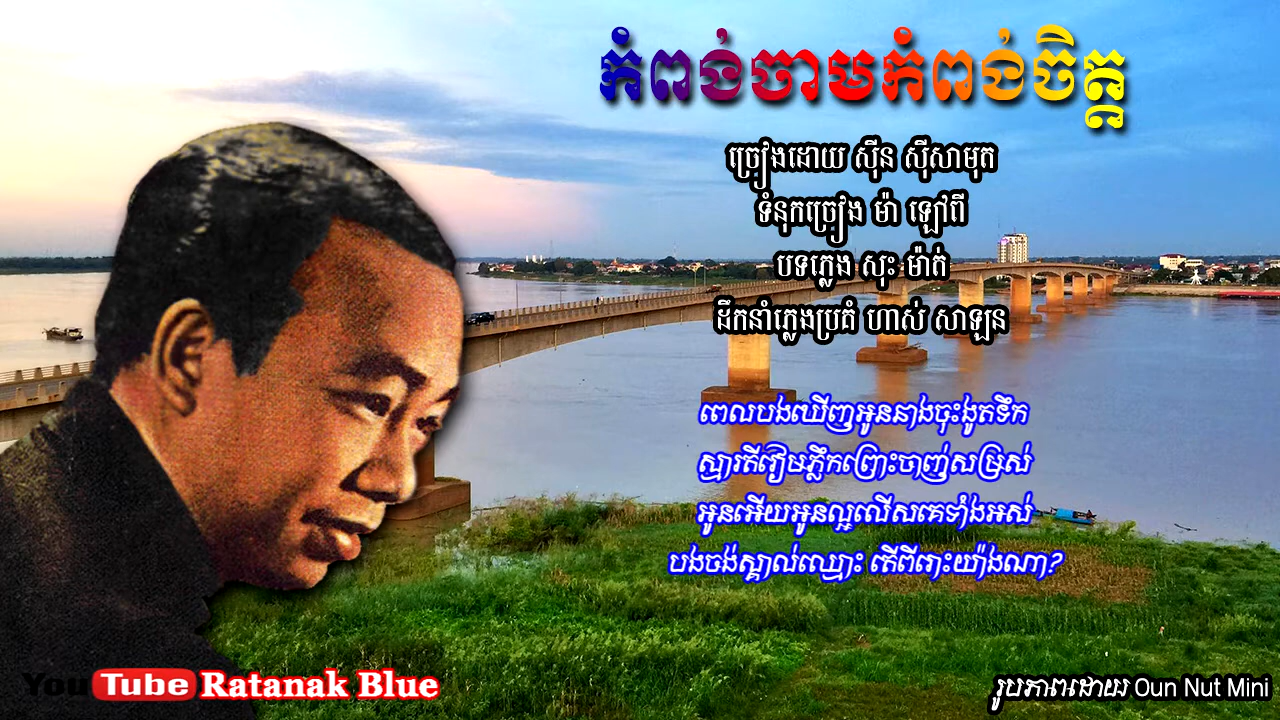 កំពង់ចាមកំពង់ចិត្ត
ច្រៀងដោយ ស៊ីន ស៊ីសាមុត
ទំនុកច្រៀង ម៉ា ឡៅពី
បទភ្លេង សុះ ម៉ាត់
ដឹកនាំភ្លេងប្រគំ ហាស់ សាឡន
ពេលបងឃើញអូននាងចុះងូតទឹក
ស្មារតីរៀមភ្លឹកព្រោះចាញ់សម្រស់
អូនអើយអូនល្អលើសគេទាំងអស់
បងចង់ស្គាល់ឈ្មោះ តើពីរោះយ៉ាងណា?
YouTube Ratanak Blue
រូបភាពដោយ Oun Nut Mini